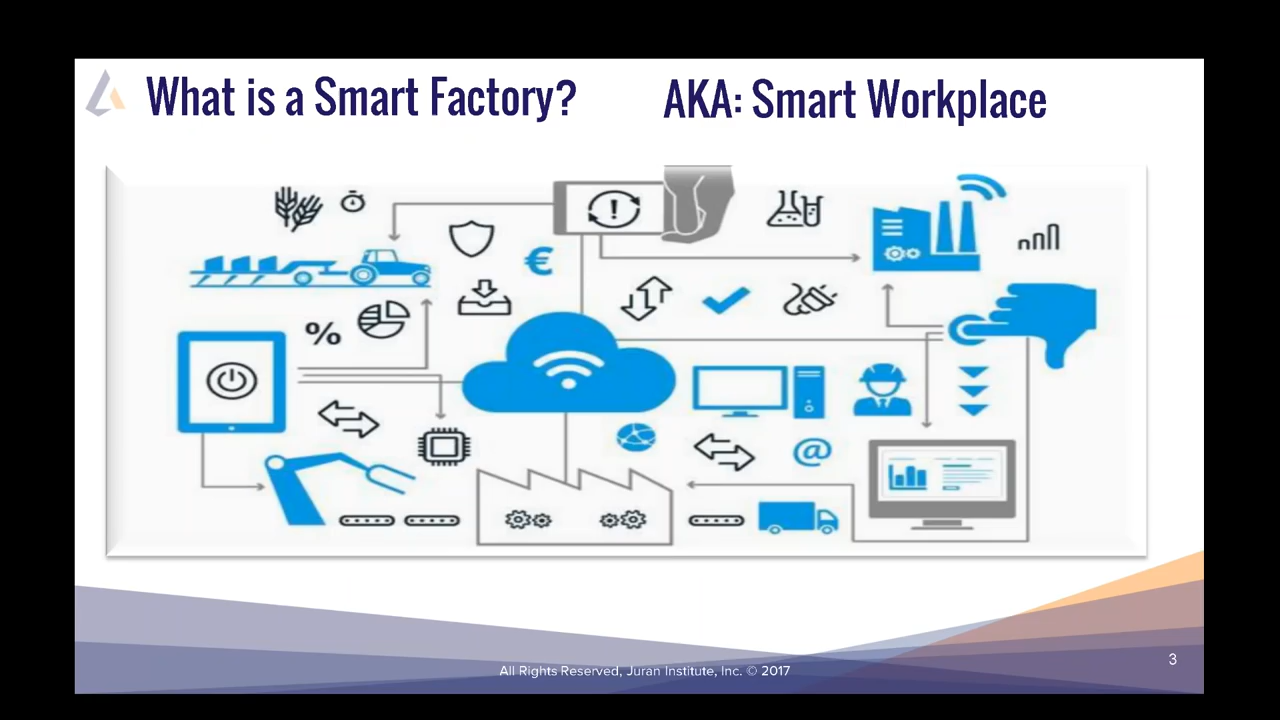 What is a Smart Factory? AKA: Smart Workplace
!
€
%
@
All Rights Reserved, Juran Institute, Inc. © 2017
3